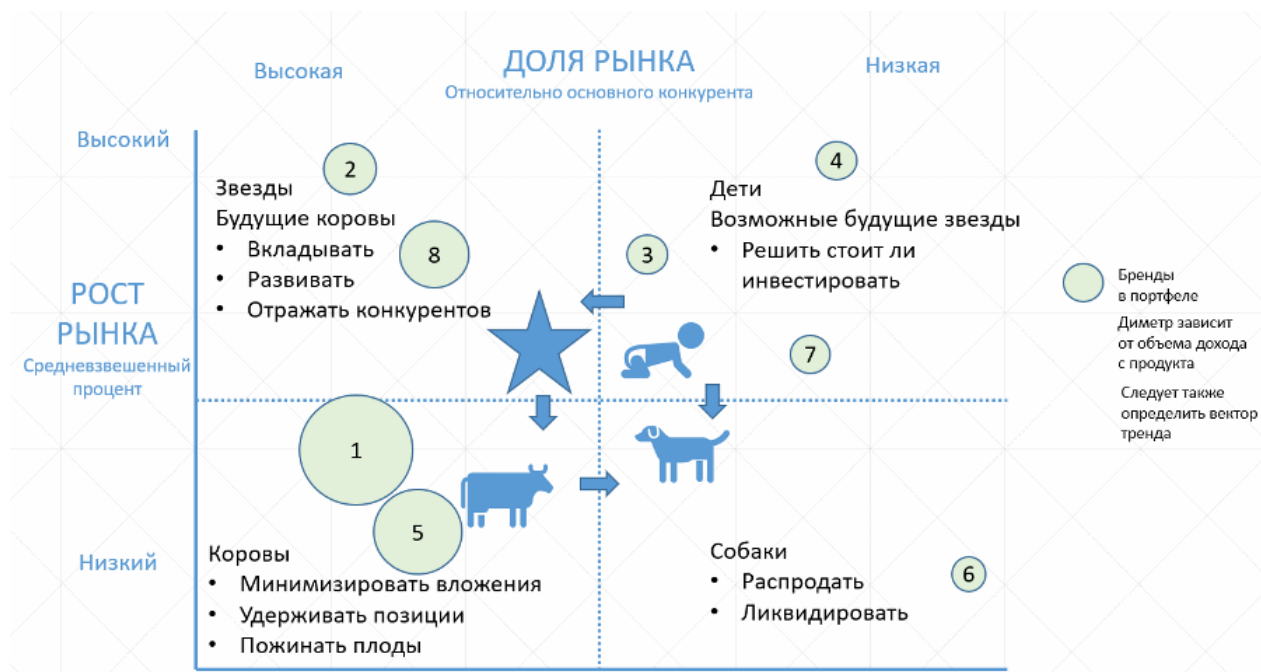 ДОЛЯ РЫНКА
Относительно основного конкурента
Высокая
Низкая
РОСТ
РЫНКА
Средневзвешенный
процент
Высокий
Низкий
2
Звезды
Будущие коровы
• Вкладывать
• Развивать
• Отражать конкурентов
8
4
Дети
Возможные будущие звезды
• Решить стоит ли
инвестировать
3
7
1
5
Коровы
• Минимизировать вложения
• Удерживать позиции
• Пожинать плоды
Собаки
• Распродать
• Ликвидировать
6
Бренды
в портфеле
Диметр зависит
от объема дохода
с продукта
Следует также
определить вектор
тренда